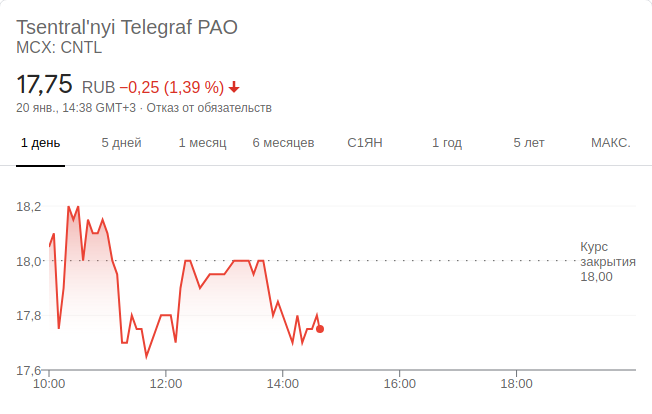 Tsentral'nyi Telegraf PAO
MCX: CNTL
17,75 RUB −0,25 (1,39 %)
20 янв., 14:38 GMT+3 · Отказ от обязательств
1 день 5 дней 1 месяц 6 месяцев С1ЯН 1 год 5 лет МАКС.
18,2
18,0
17,8
17,6
Курс
закрытия
18,00
10:00 12:00 14:00 16:00 18:00